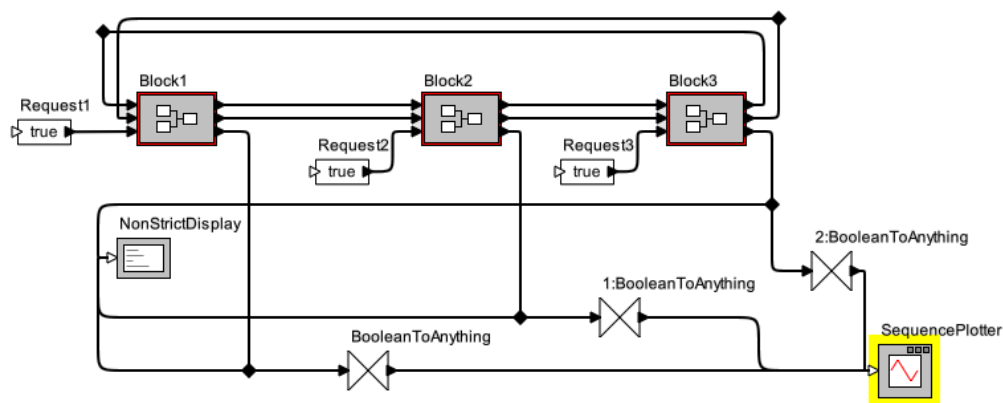 Block1
Block2
Block3
Request1
true
Request2
true
Request3
true
NonStrictDisplay
2:BooleanToAnything
1:BooleanToAnything
BooleanToAnything
SequencePlotter